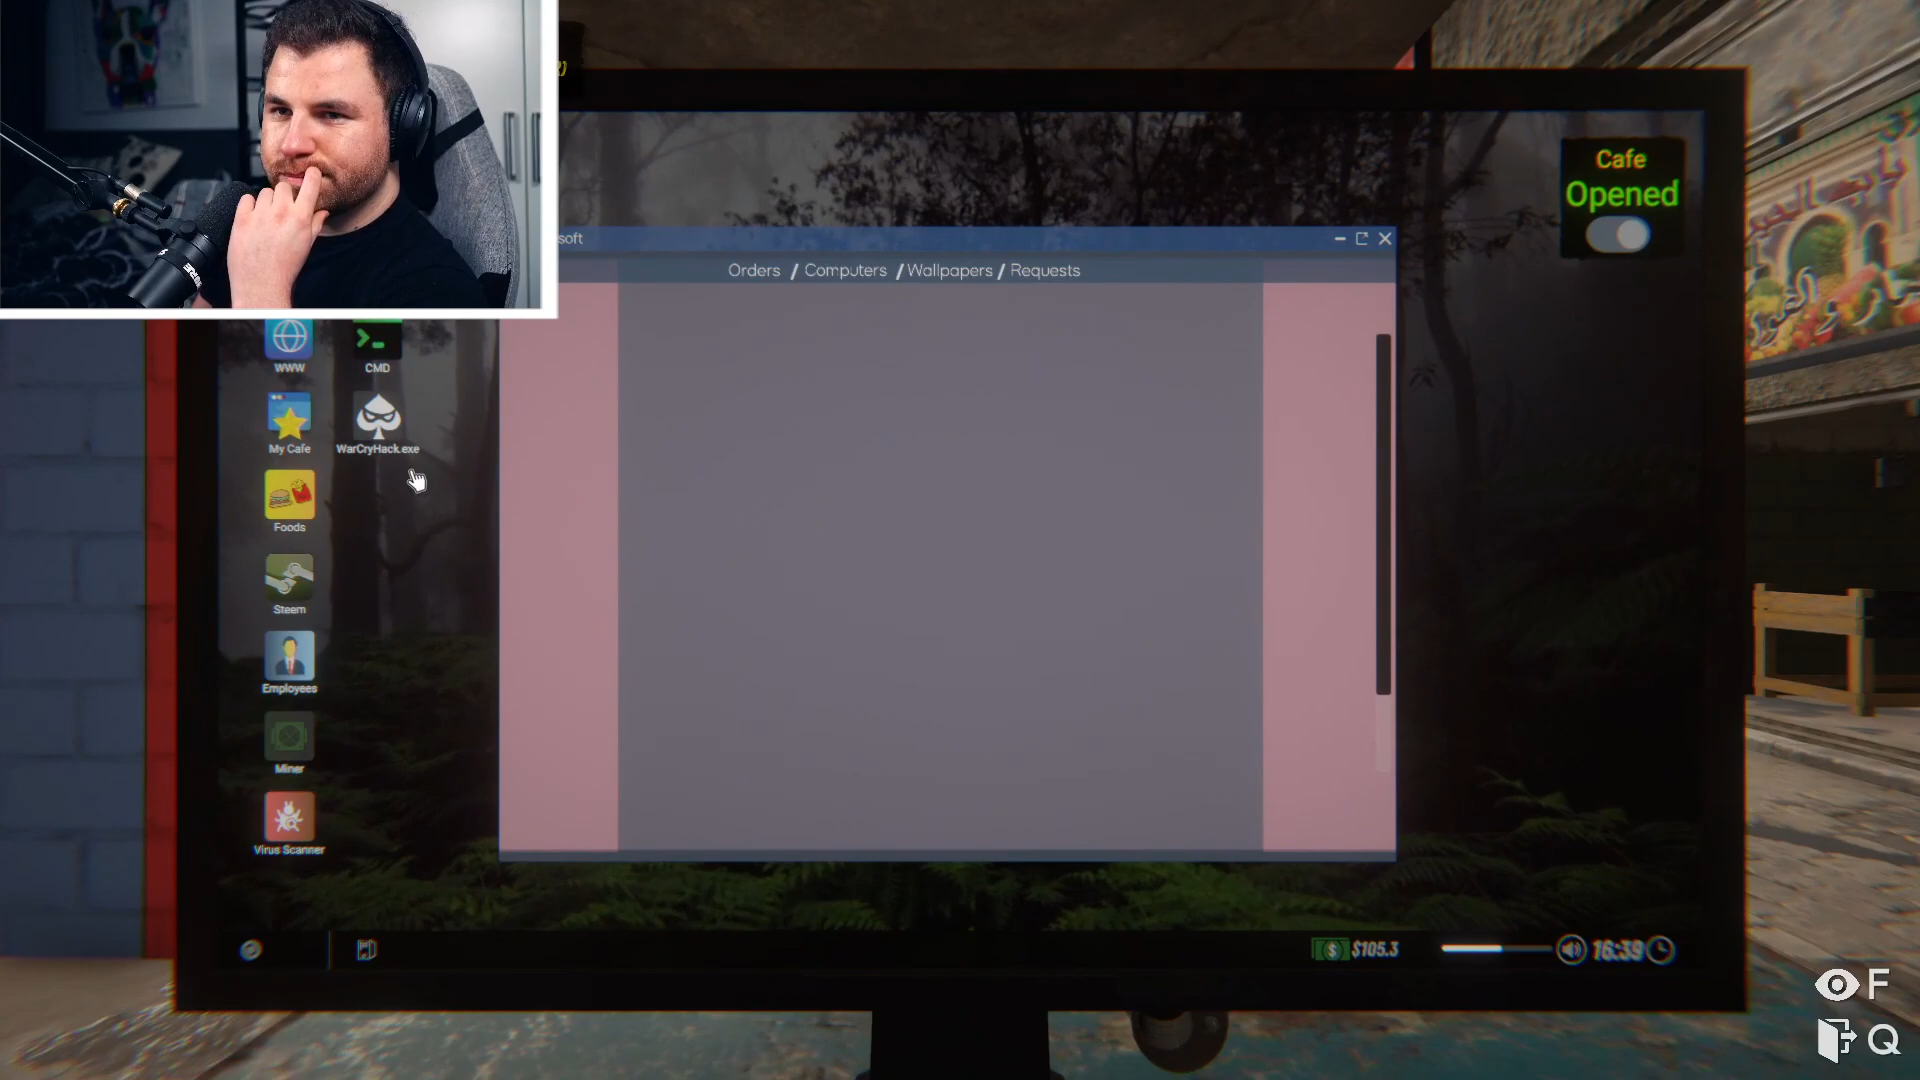 soft
Orders / Computers / Wallpapers / Requests
Cafe
Opened
WWW
CMD
My Cafe
WarCryHack.exe
Foods
Steem
Employees
Miner
Virus Scanner
$105.3
16:39
F
Q